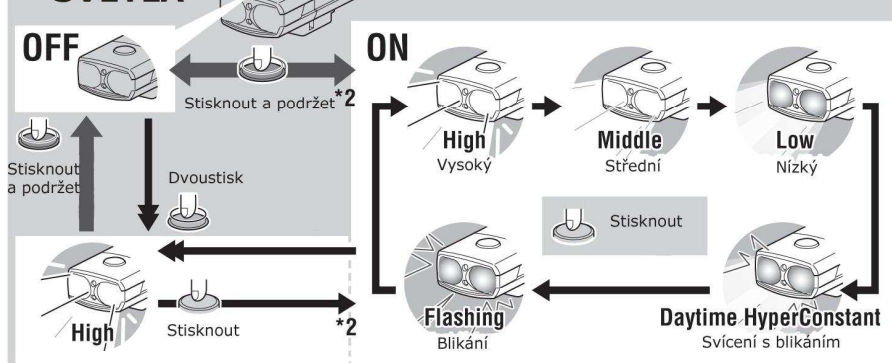 OFF
ON
Stisknout a podržet*2
High
Vysoký
Middle
Střední
Low
Nízký
Stisknout
a podržet
Dvoustisk
Stisknout
High
Stisknout
*2
Flashing
Blikání
Daytime HyperConstant
Svícení s blikáním